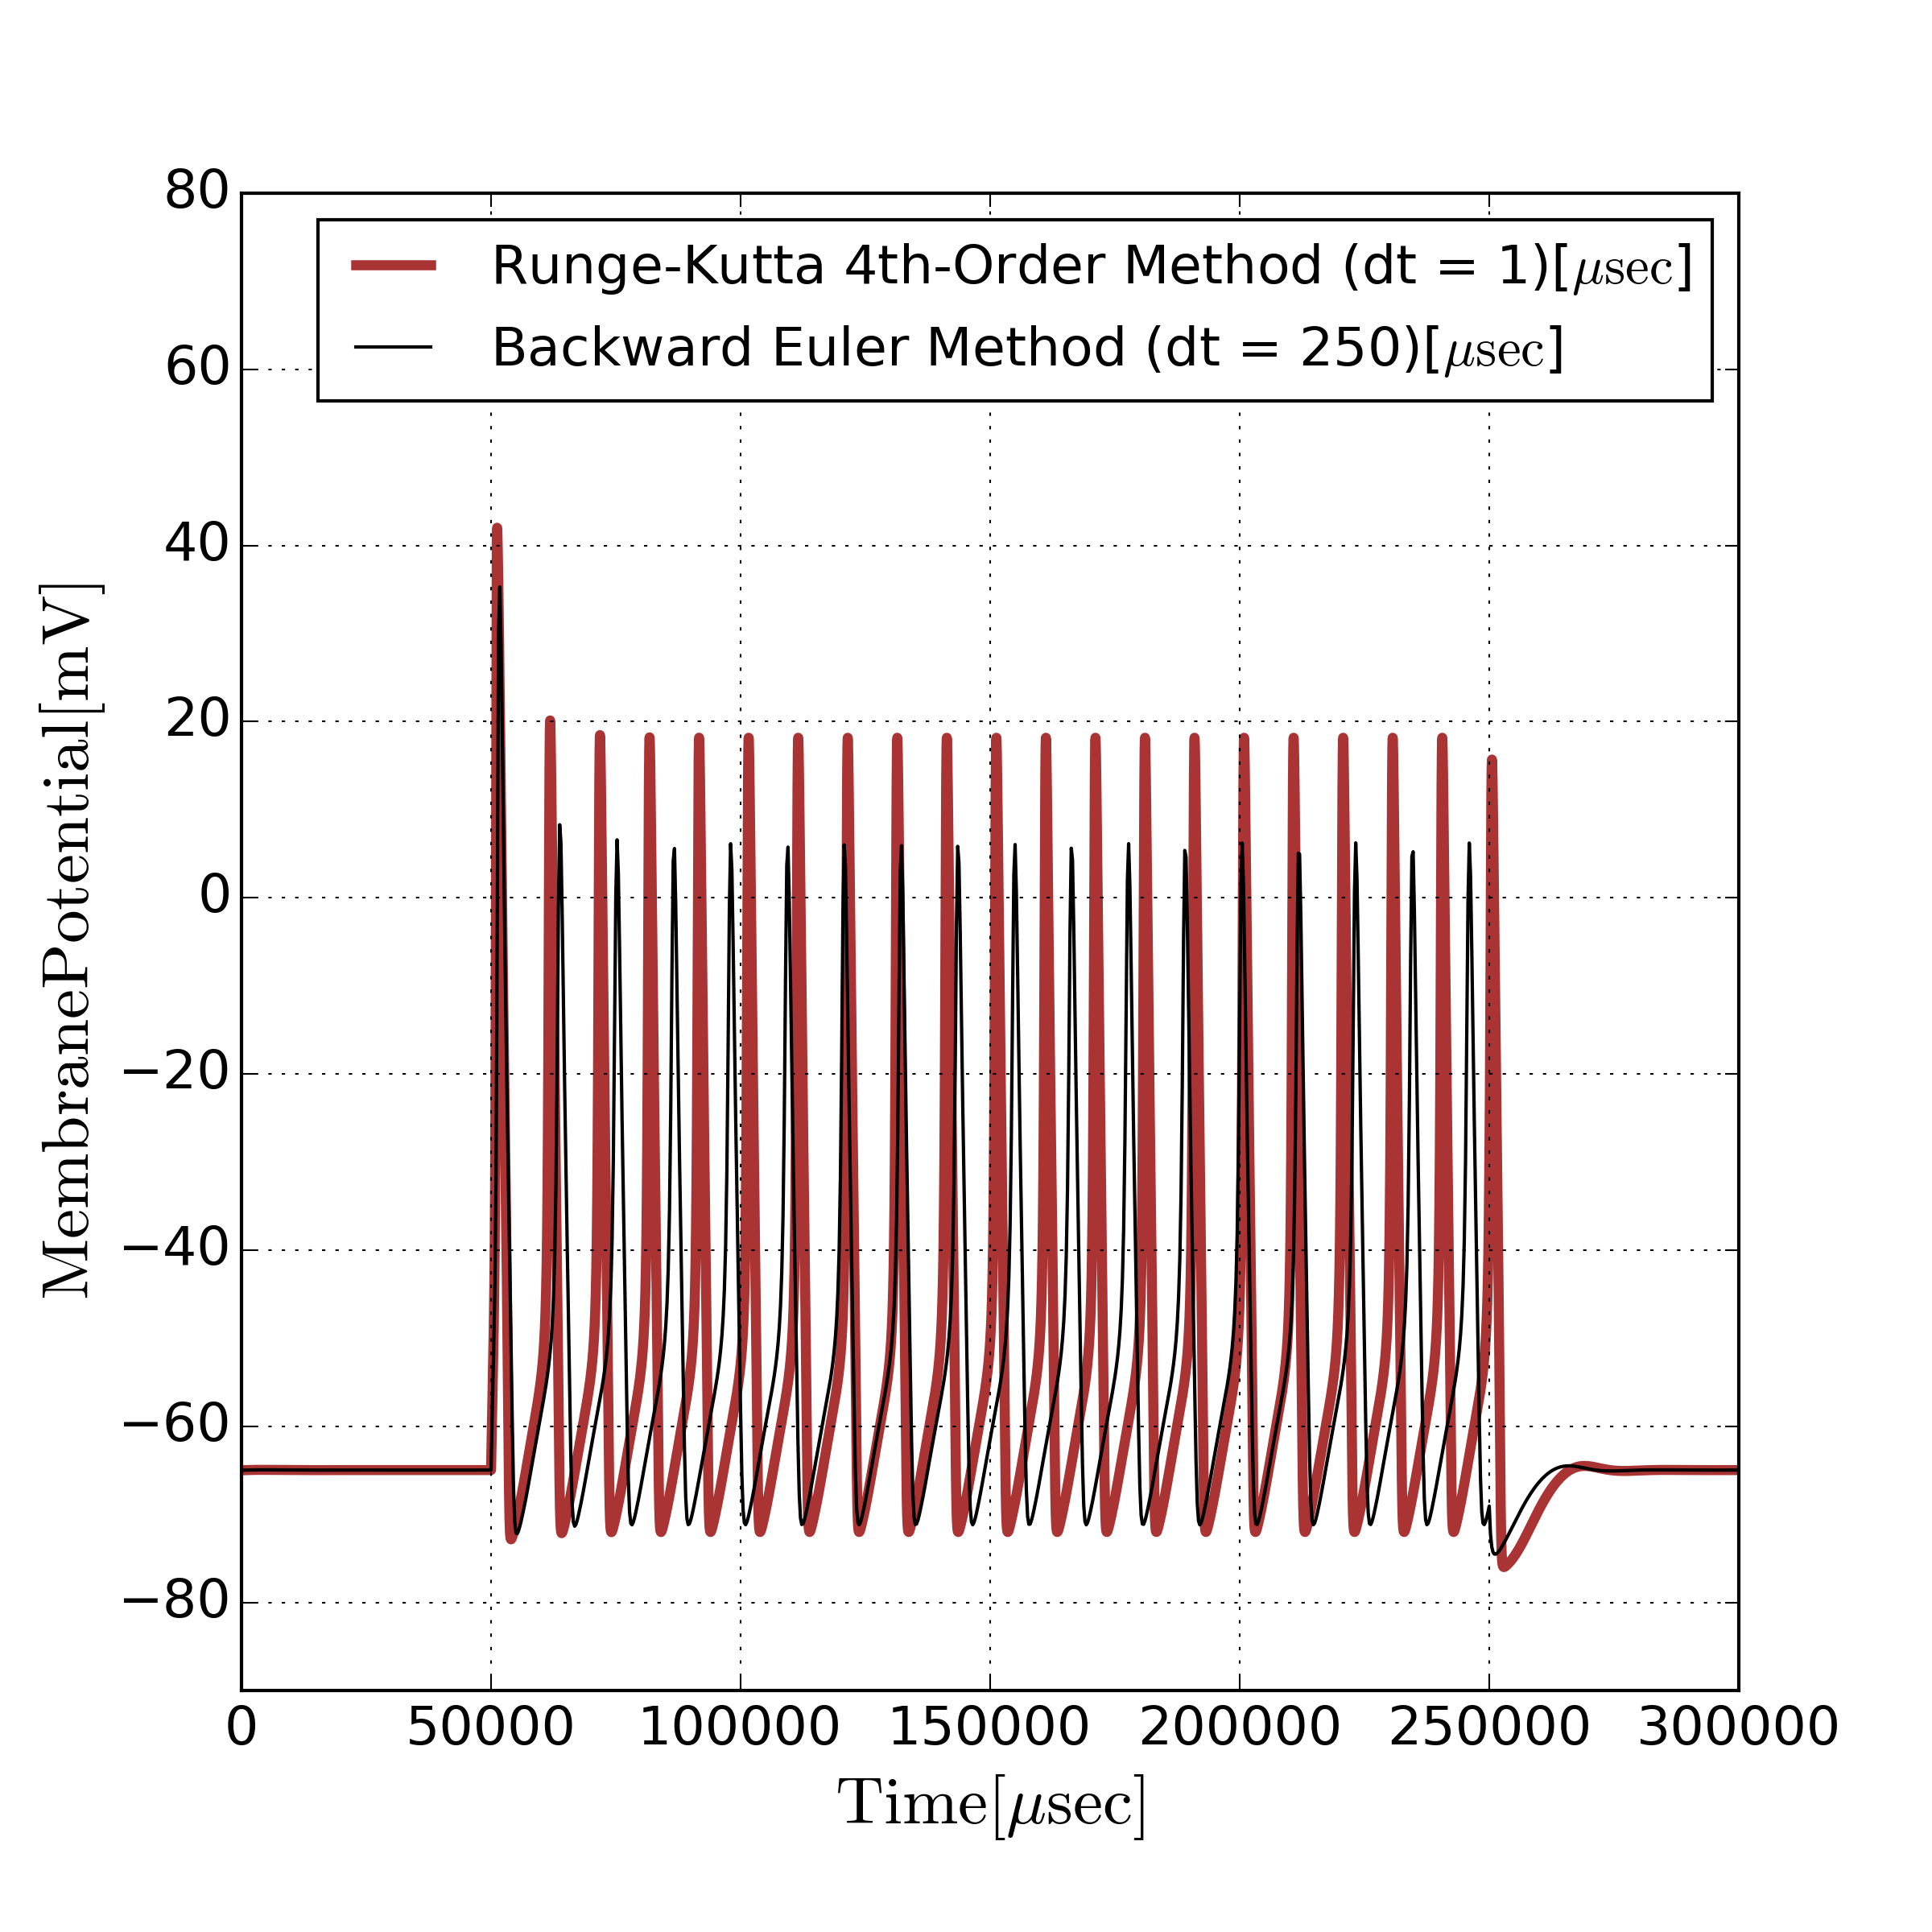 80
Runge-Kutta 4th-Order Method (dt = 1)[μsec]
Backward Euler Method (dt = 250)[μsec]
60
40
20
0
−20
−40
−60
−80
MembranePotential[mV]
0 50000 100000 150000 200000 250000 300000
Time[μsec]